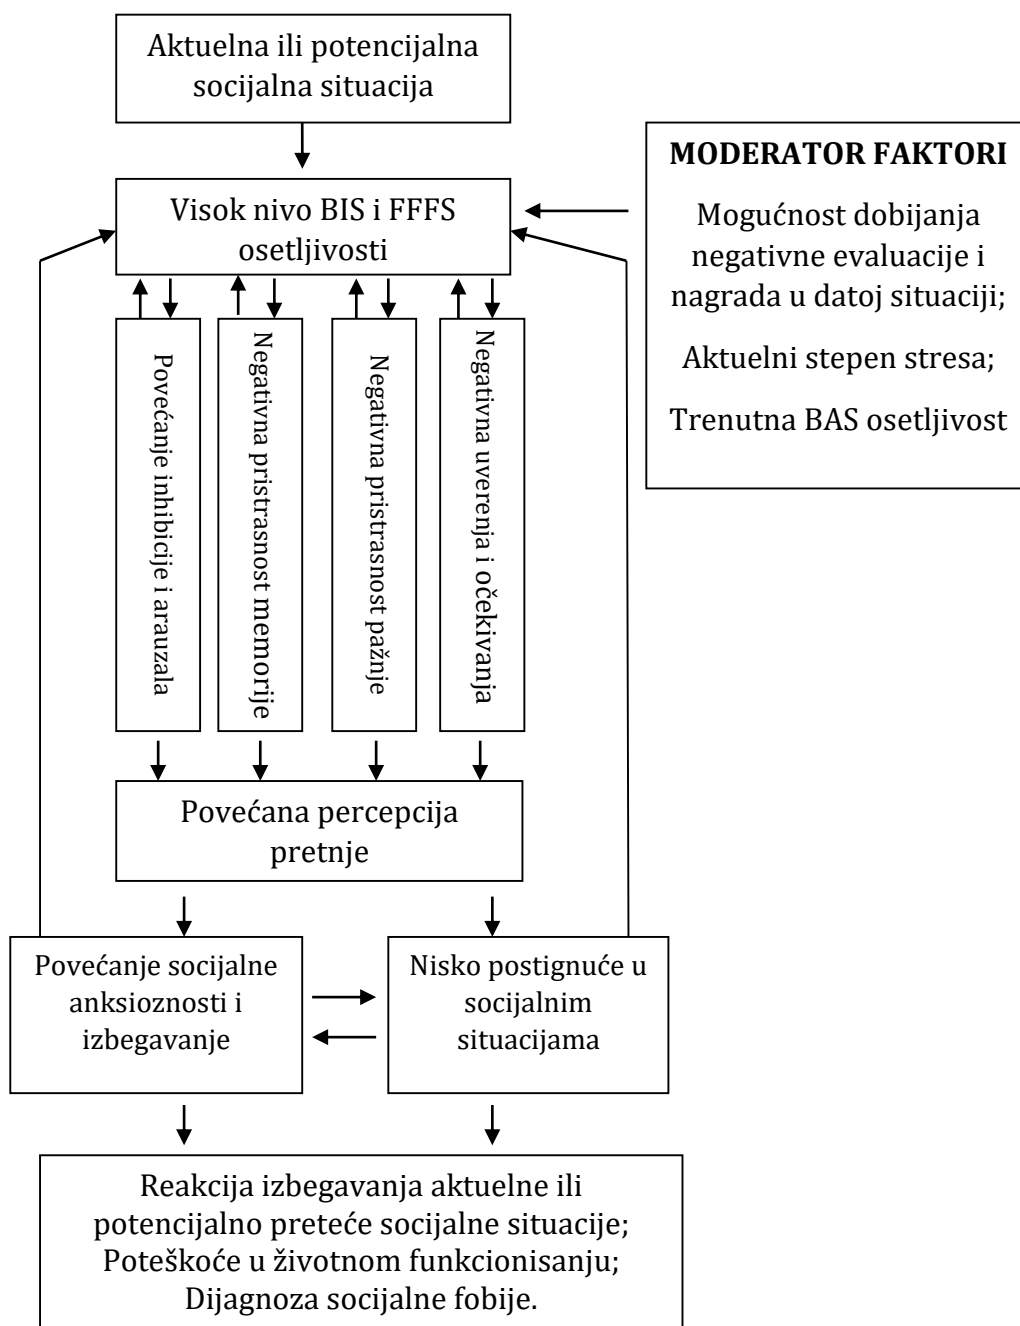 Aktuelna ili potencijalna
socijalna situacija
MODERATOR FAKTORI
Mogućnost dobijanja
negativne evaluacije i
nagrada u datoj situaciji;
Aktuelni stepen stresa;
Trenutna BAS osetljivost
Visok nivo BIS i FFFS
osetljivosti
Povećanje inhibicije i arauzala
Negativna pristrasnost memorije
Negativna pristrasnost pažnje
Negativna uverenja i očekivanja
Povećana percepcija
pretnje
Povećanje socijalne
anksioznosti i
izbegavanje
Nisko postignuće u
socijalnim
situacijama
Reakcija izbegavanja aktuelne ili
potencijalno preteće socijalne situacije;
Poteškoće u životnom funkcionisanju;
Dijagnoza socijalne fobije.